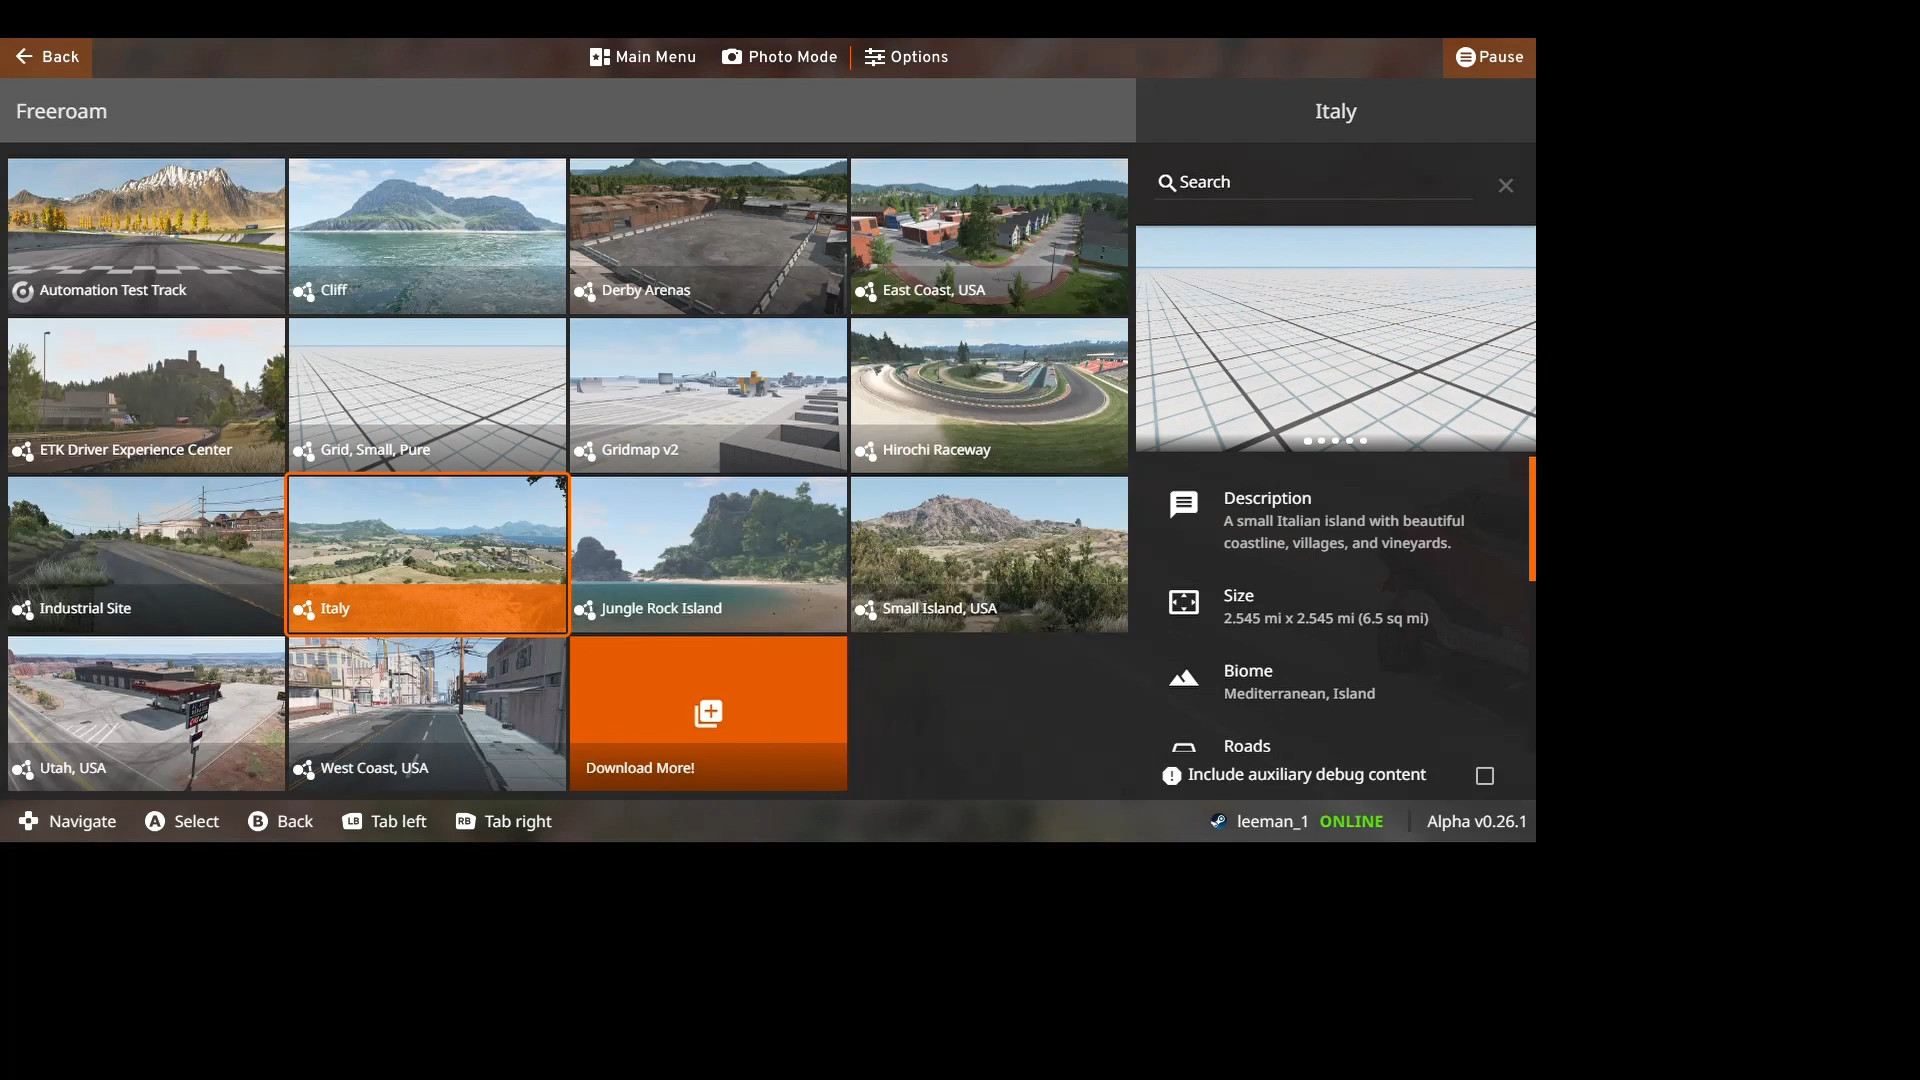 Back
Main Menu
Photo Mode
Options
Pause
Freeroam
Italy
Search
Automation Test Track
Cliff
Derby Arenas
East Coast, USA
ETK Driver Experience Center
Grid, Small, Pure
Gridmap v2
Hirochi Raceway
Industrial Site
Italy
Jungle Rock Island
Small Island, USA
Utah, USA
West Coast, USA
Download More!
Description
A small Italian island with beautiful
coastline, villages, and vineyards.
Size
2.545 mi x 2.545 mi (6.5 sq mi)
Biome
Mediterranean, Island
Roads
Include auxiliary debug content
A
B
LB
RB
Navigate
Select
Back
Tab left
Tab right
leeman_1 ONLINE
Alpha v0.26.1